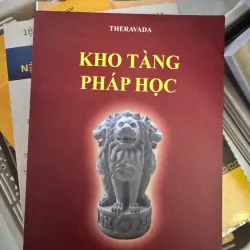 THERAVADA
KHO TÀNG
PHÁP HỌC